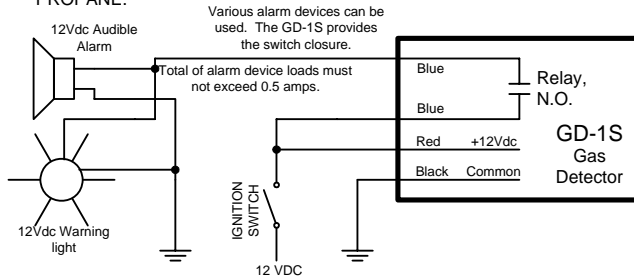 PROPANE.
12Vdc Audible
Alarm
Various alarm devices can be
used. The GD-1S provides
the switch closure.
Total of alarm device loads must
not exceed 0.5 amps.
Blue
Relay,
N.O.
Blue
Red +12Vdc
GD-1S
Gas
Detector
Black Common
IGNITION
SWITCH
12Vdc Warning
light
12 VDC